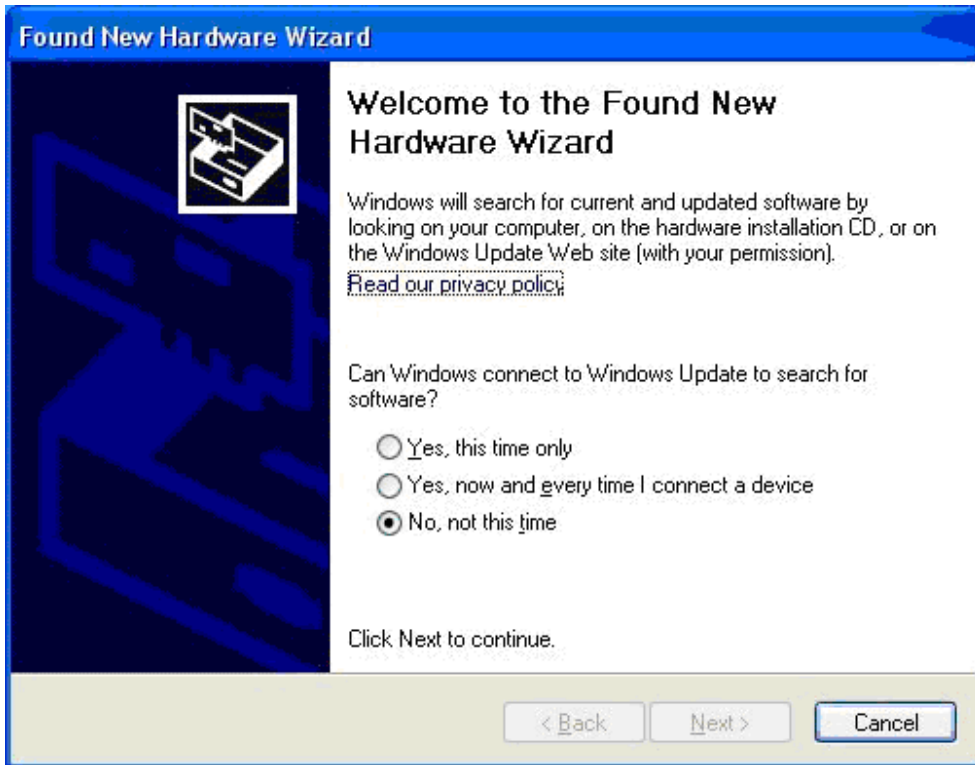 Found New Hardware Wizard
Welcome to the Found New
Hardware Wizard
Windows will search for current and updated software by
looking on your computer, on the hardware installation CD, or on
the Windows Update Web site (with your permission).
Read our privacy policy
Can Windows connect to Windows Update to search for
software?
Yes, this time only
Yes, now and every time I connect a device
No, not this time
Click Next to continue.
< Back Next > Cancel